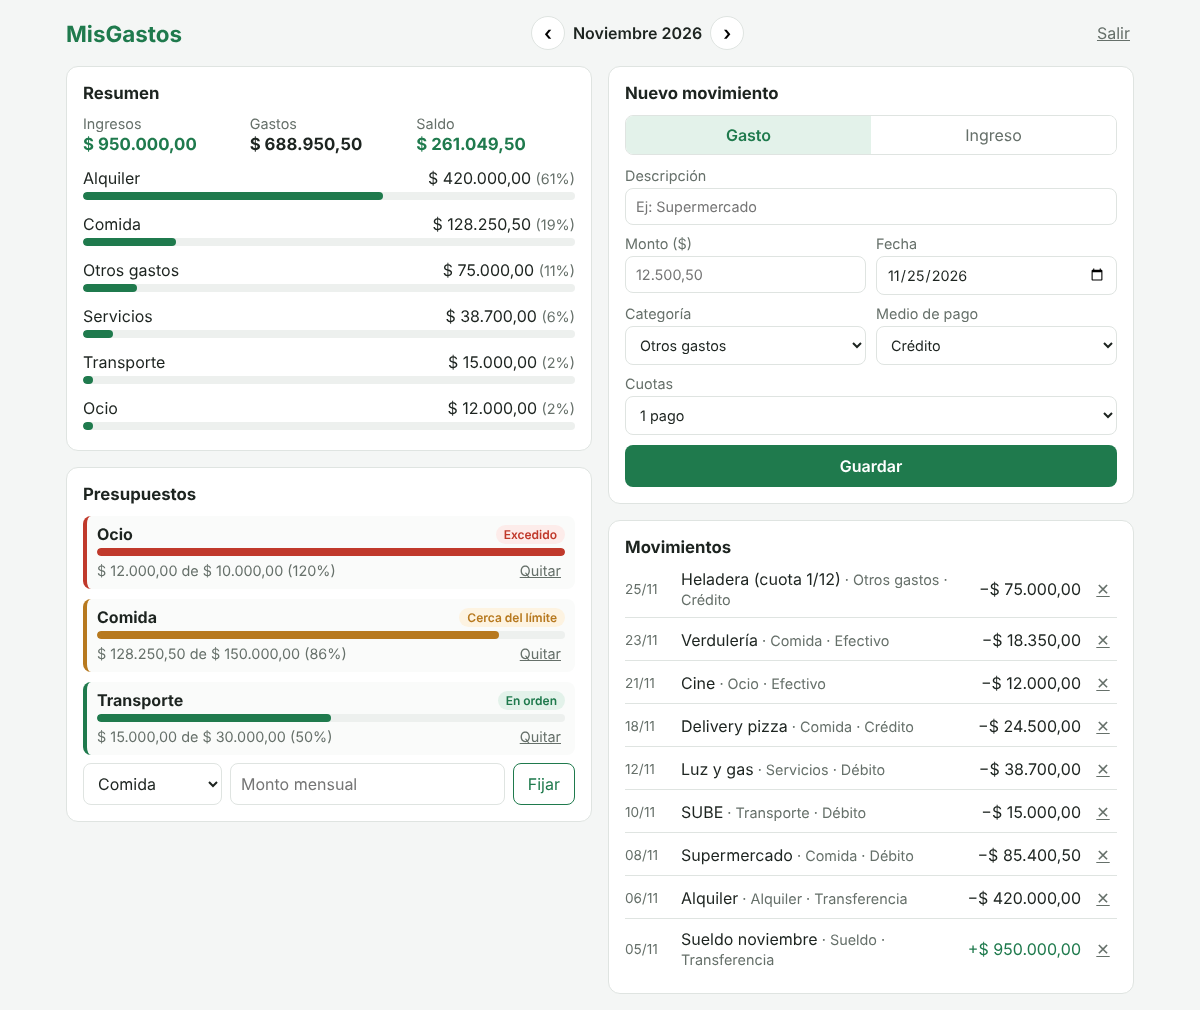 MisGastos
‹ Noviembre 2026 ›
Salir
Resumen
Ingresos Gastos Saldo
$ 950.000,00 $ 688.950,50 $ 261.049,50
Alquiler $ 420.000,00 (61%)
Comida $ 128.250,50 (19%)
Otros gastos $ 75.000,00 (11%)
Servicios $ 38.700,00 (6%)
Transporte $ 15.000,00 (2%)
Ocio $ 12.000,00 (2%)
Presupuestos
Ocio Excedido
$ 12.000,00 de $ 10.000,00 (120%) Quitar
Comida Cerca del límite
$ 128.250,50 de $ 150.000,00 (86%) Quitar
Transporte En orden
$ 15.000,00 de $ 30.000,00 (50%) Quitar
Comida Monto mensual Fijar
Nuevo movimiento
Gasto Ingreso
Descripción
Ej: Supermercado
Monto ($) Fecha
12.500,50 11/25/2026
Categoría Medio de pago
Otros gastos Crédito
Cuotas
1 pago
Guardar
Movimientos
25/11 Heladera (cuota 1/12) · Otros gastos · −$ 75.000,00 ✕
Crédito
23/11 Verdulería · Comida · Efectivo −$ 18.350,00 ✕
21/11 Cine · Ocio · Efectivo −$ 12.000,00 ✕
18/11 Delivery pizza · Comida · Crédito −$ 24.500,00 ✕
12/11 Luz y gas · Servicios · Débito −$ 38.700,00 ✕
10/11 SUBE · Transporte · Débito −$ 15.000,00 ✕
08/11 Supermercado · Comida · Débito −$ 85.400,50 ✕
06/11 Alquiler · Alquiler · Transferencia −$ 420.000,00 ✕
05/11 Sueldo noviembre · Sueldo · +$ 950.000,00 ✕
Transferencia